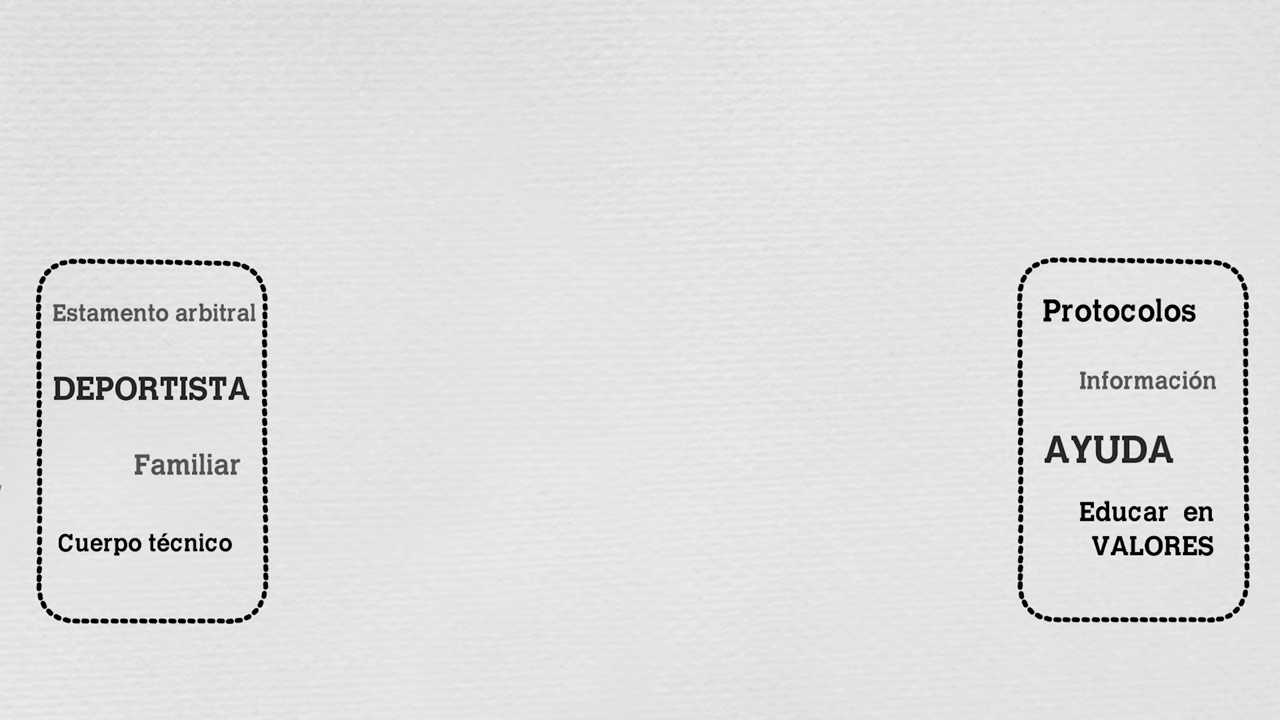 Estamento arbitral
DEPORTISTA
Familiar
Cuerpo técnico
Protocolos
Información
AYUDA
Educar en
VALORES